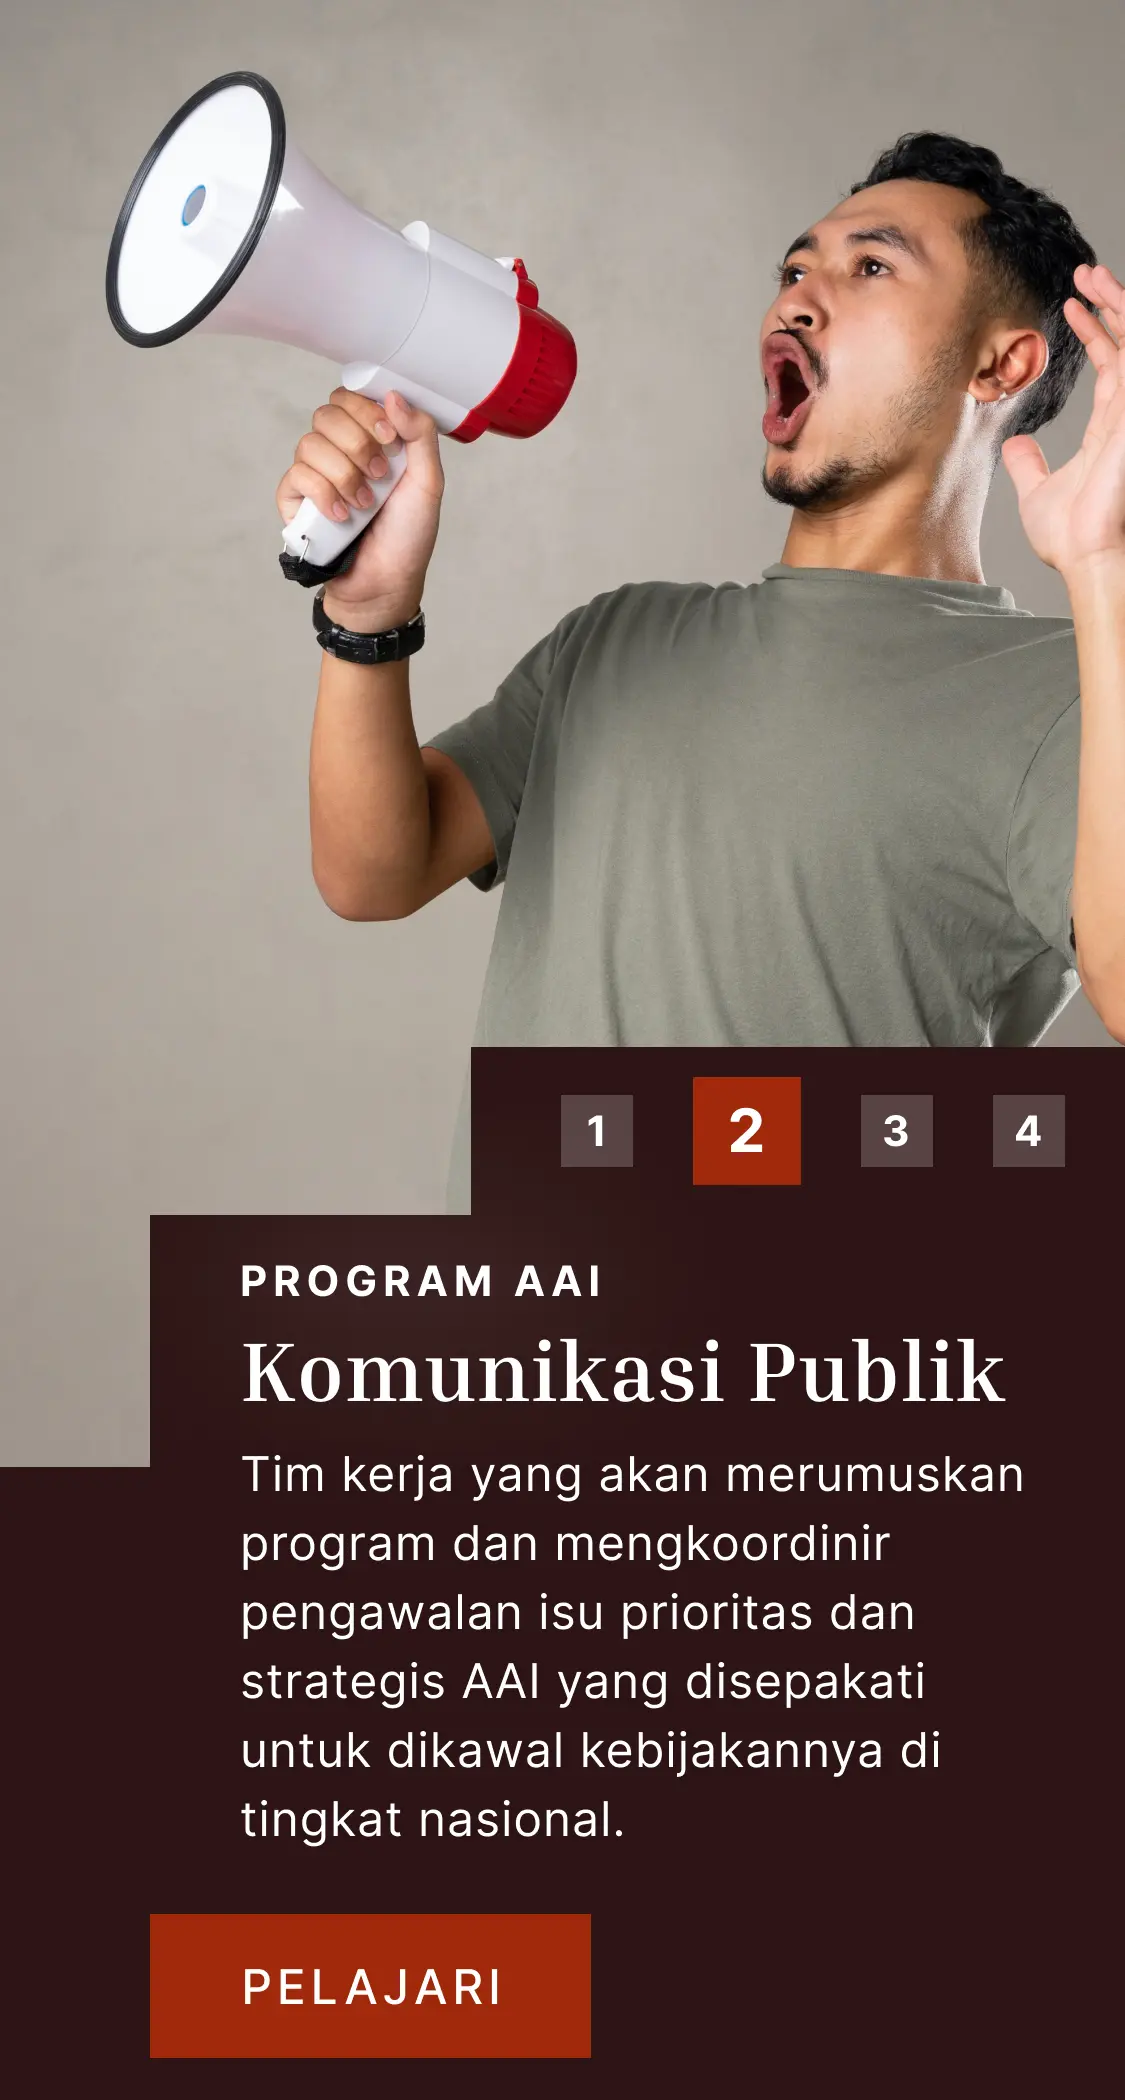 1 2 3 4
PROGRAM AAI
Komunikasi Publik
Tim kerja yang akan merumuskan
program dan mengkoordinir
pengawalan isu prioritas dan
strategis AAI yang disepakati
untuk dikawal kebijakannya di
tingkat nasional.
PELAJARI